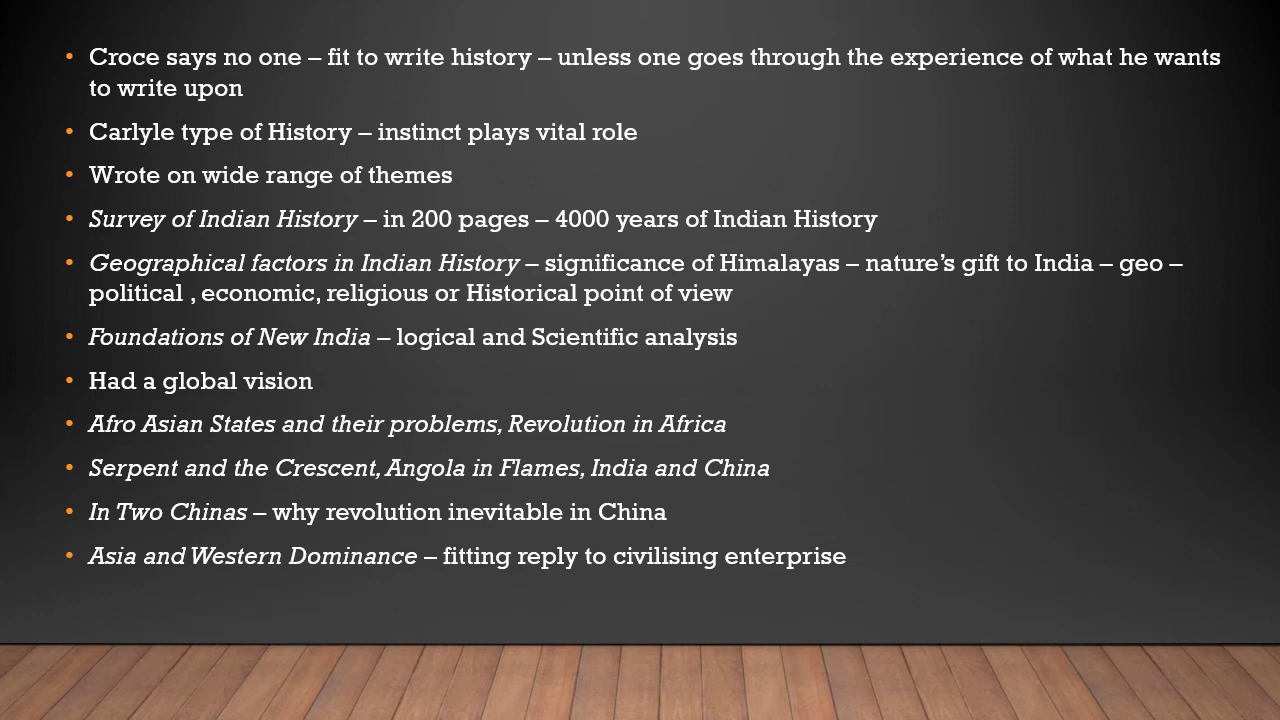 • Croce says no one – fit to write history – unless one goes through the experience of what he wants
to write upon
• Carlyle type of History – instinct plays vital role
• Wrote on wide range of themes
• Survey of Indian History – in 200 pages – 4000 years of Indian History
• Geographical factors in Indian History – significance of Himalayas – nature’s gift to India – geo –
political , economic, religious or Historical point of view
• Foundations of New India – logical and Scientific analysis
• Had a global vision
• Afro Asian States and their problems, Revolution in Africa
• Serpent and the Crescent, Angola in Flames, India and China
• In Two Chinas – why revolution inevitable in China
• Asia and Western Dominance – fitting reply to civilising enterprise